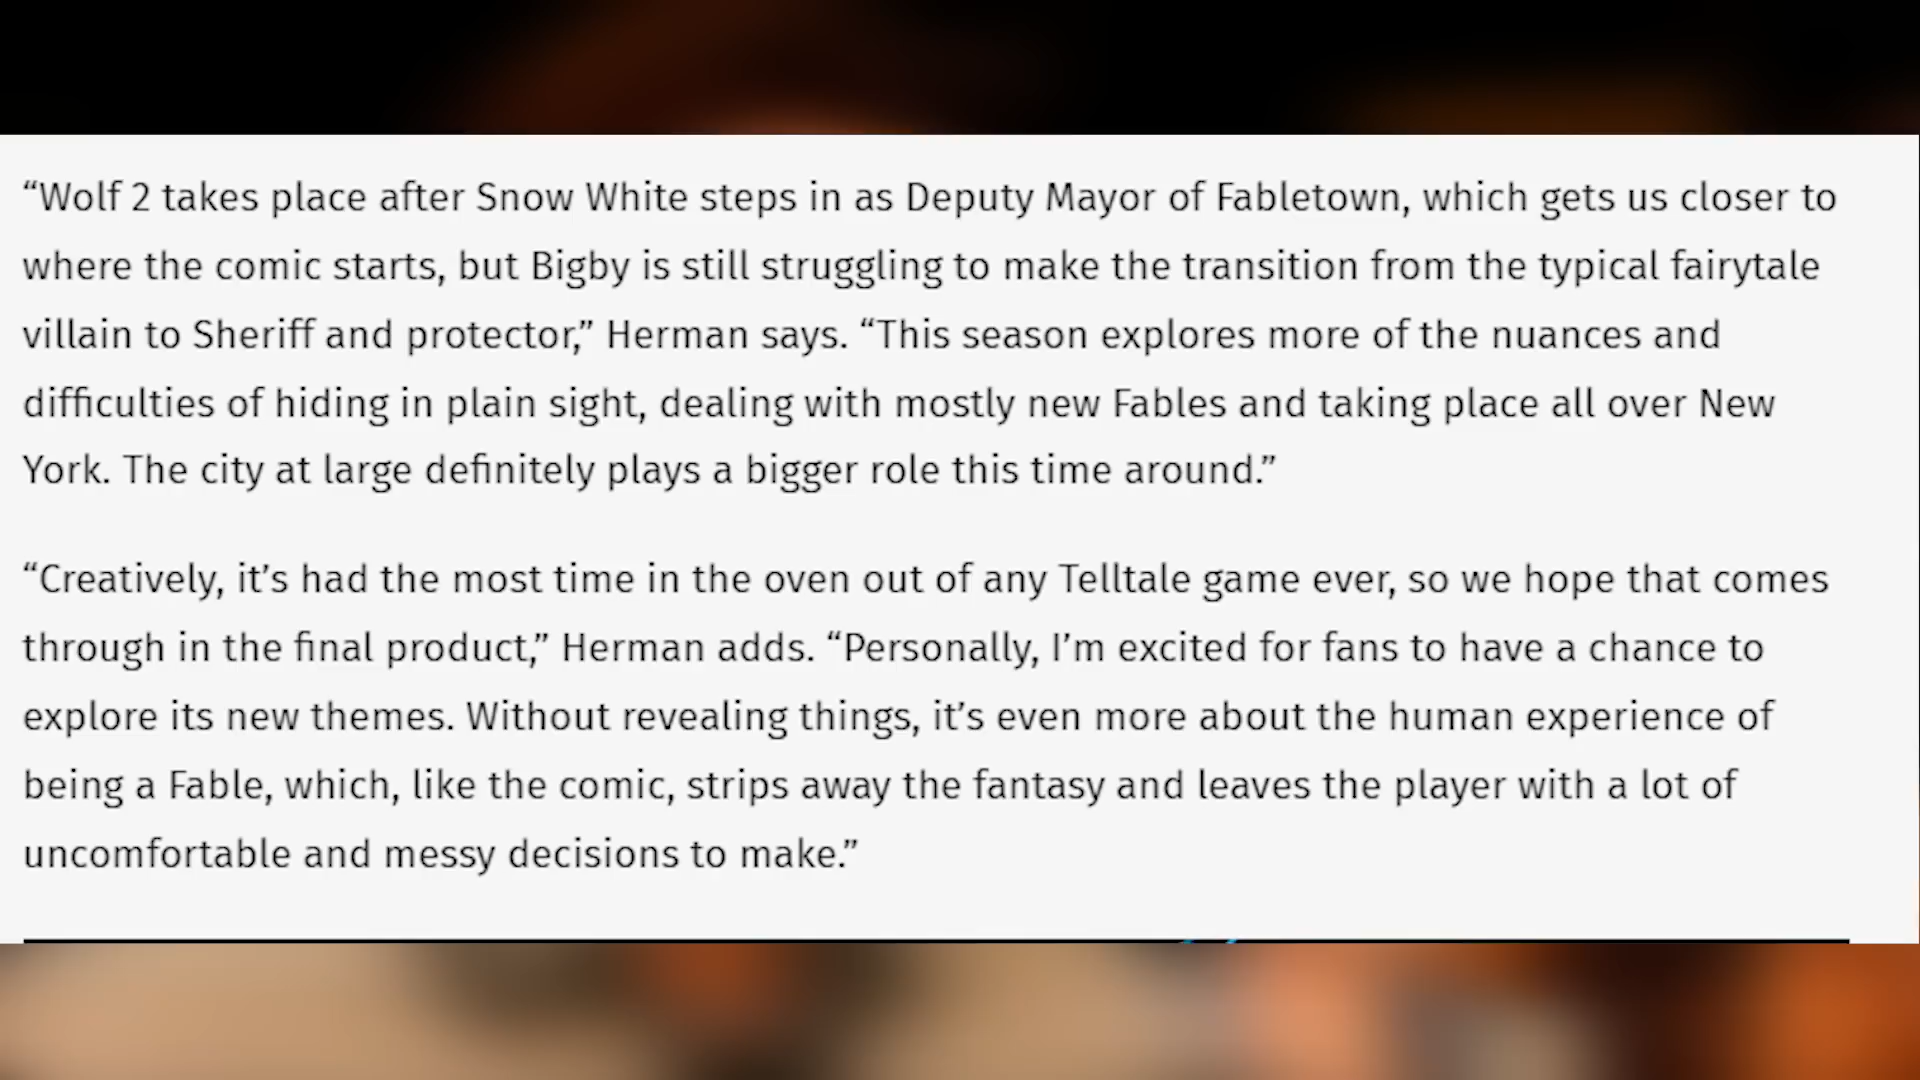 “Wolf 2 takes place after Snow White steps in as Deputy Mayor of Fabletown, which gets us closer to
where the comic starts, but Bigby is still struggling to make the transition from the typical fairytale
villain to Sheriff and protector,” Herman says. “This season explores more of the nuances and
difficulties of hiding in plain sight, dealing with mostly new Fables and taking place all over New
York. The city at large definitely plays a bigger role this time around.”
“Creatively, it’s had the most time in the oven out of any Telltale game ever, so we hope that comes
through in the final product,” Herman adds. “Personally, I’m excited for fans to have a chance to
explore its new themes. Without revealing things, it’s even more about the human experience of
being a Fable, which, like the comic, strips away the fantasy and leaves the player with a lot of
uncomfortable and messy decisions to make.”